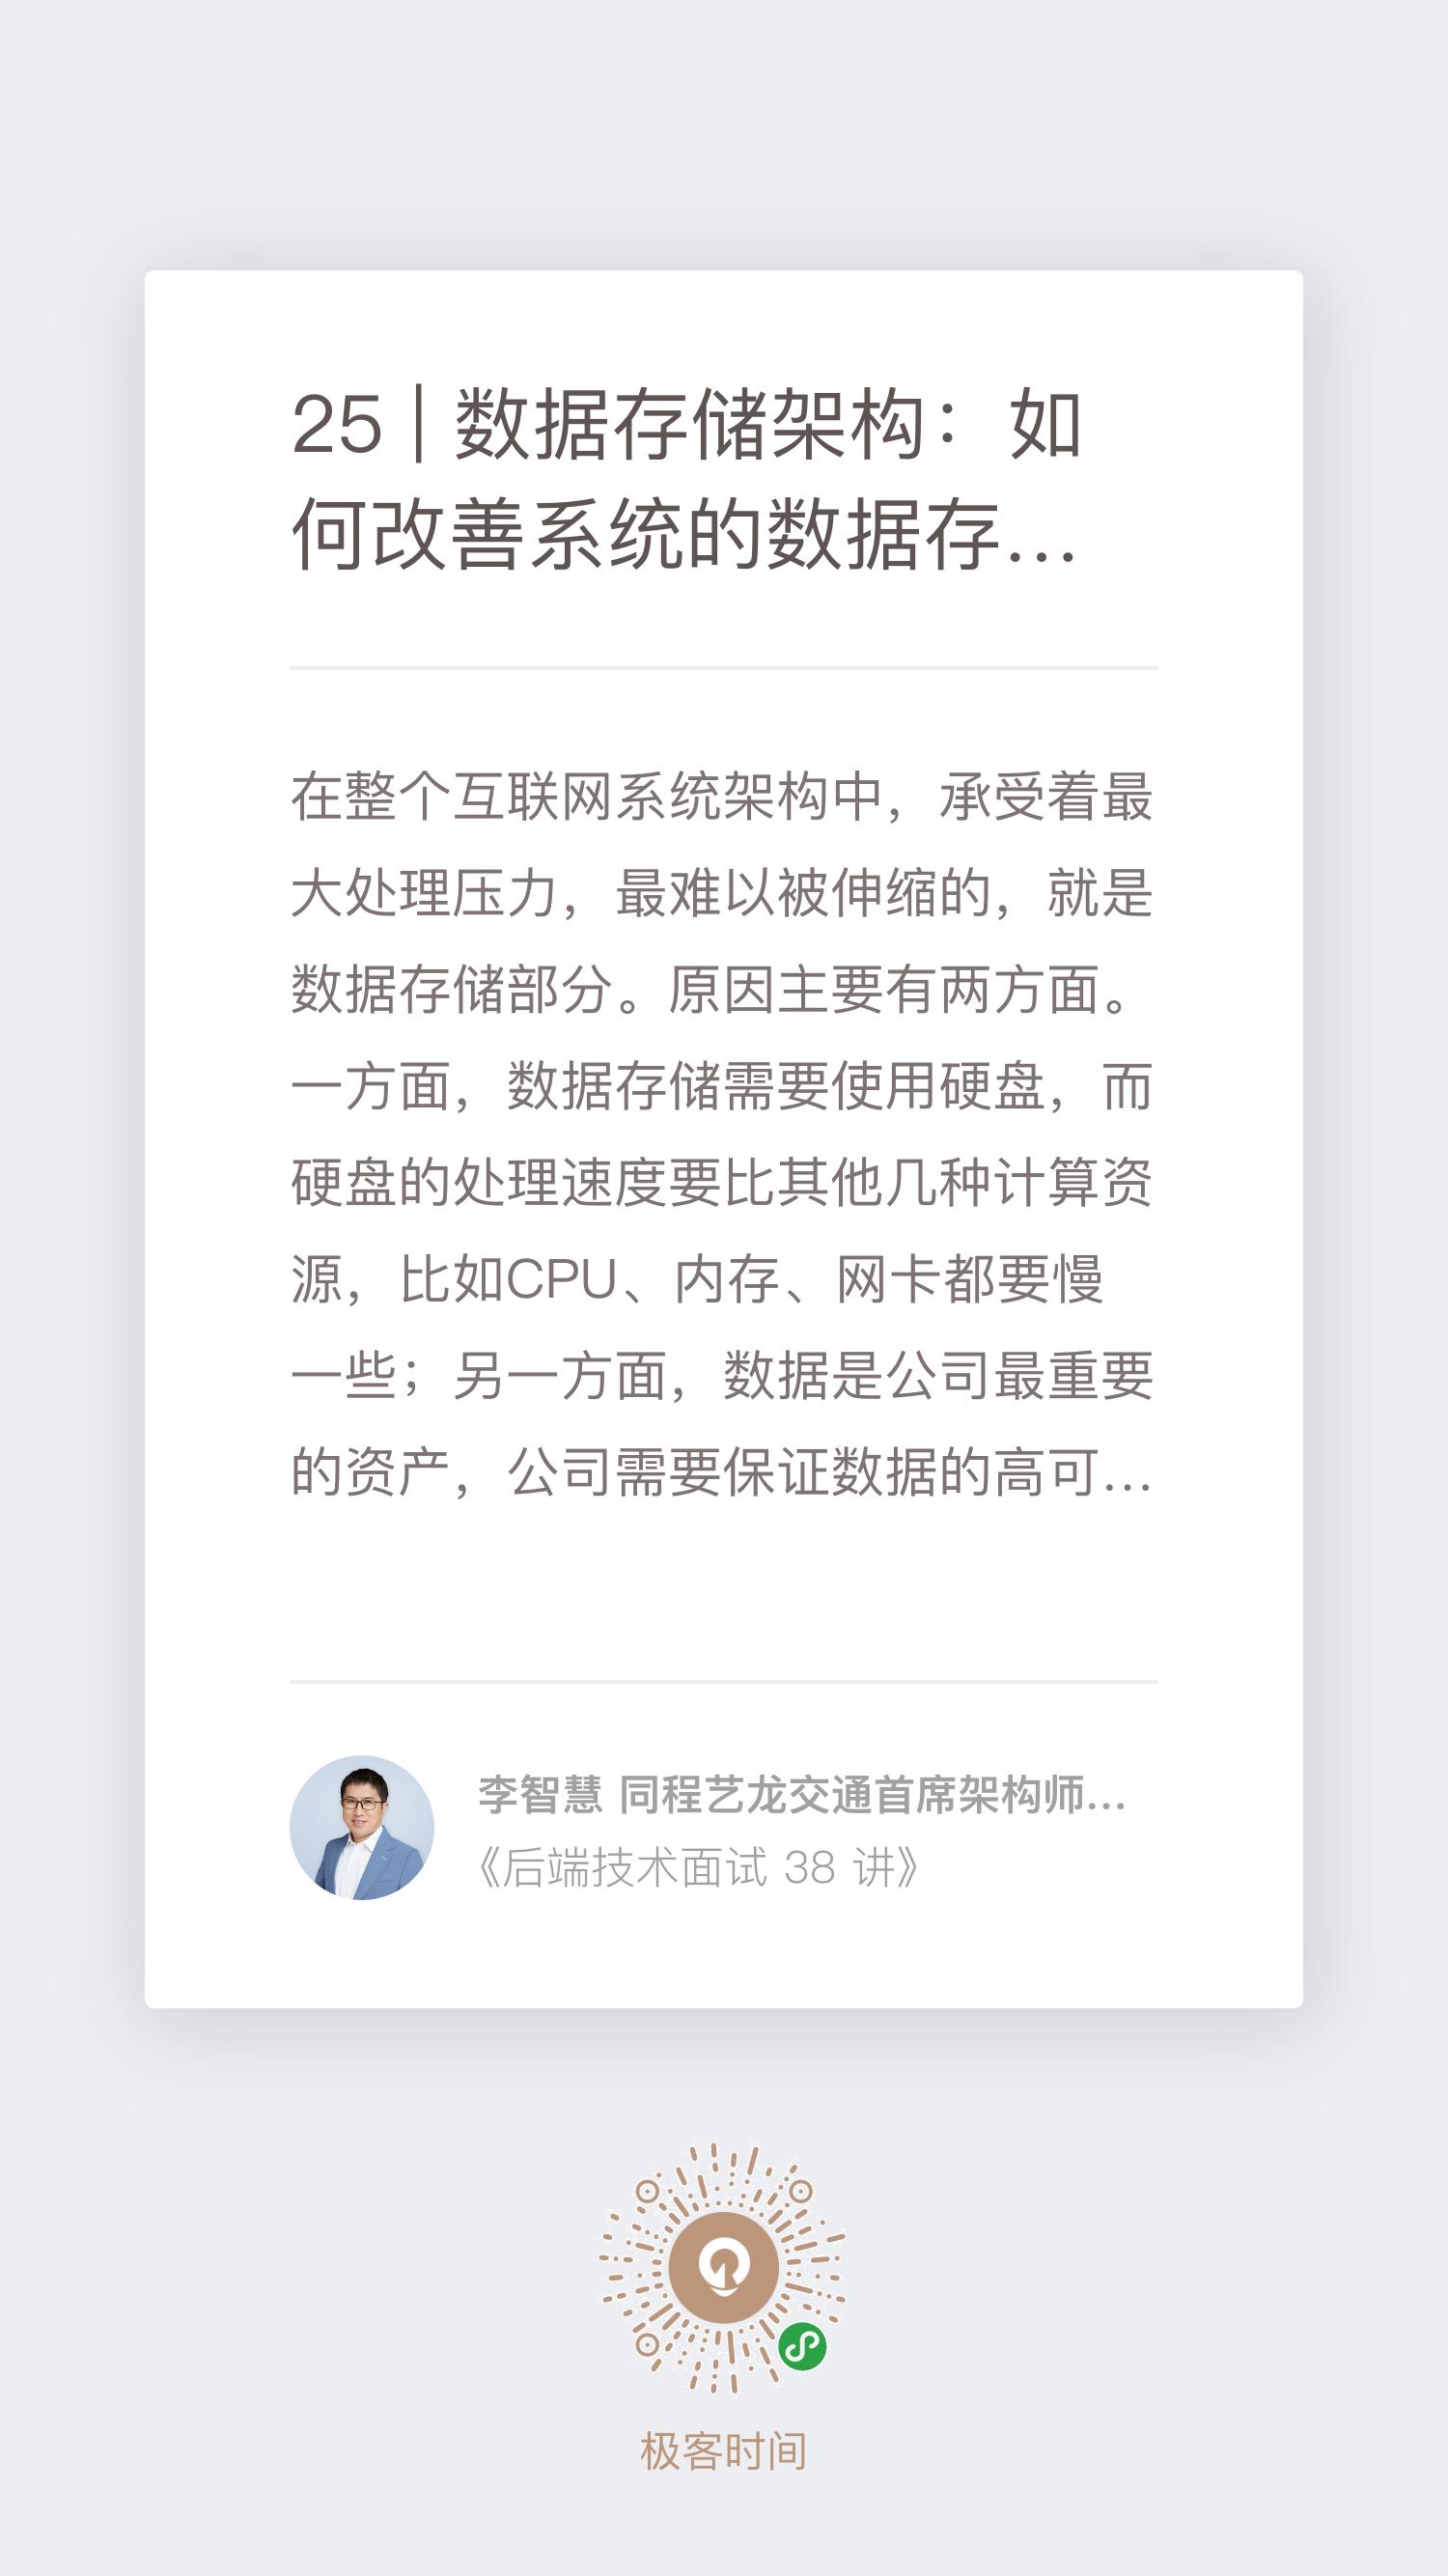 25 | 数据存储架构：如
何改善系统的数据存...
在整个互联网系统架构中，承受着最
大处理压力，最难以被伸缩的，就是
数据存储部分。原因主要有两方面。
一方面，数据存储需要使用硬盘，而
硬盘的处理速度要比其他几种计算资
源，比如CPU、内存、网卡都要慢
一些；另一方面，数据是公司最重要
的资产，公司需要保证数据的高可...
李智慧 同程艺龙交通首席架构师...
《后端技术面试 38 讲》
极客时间